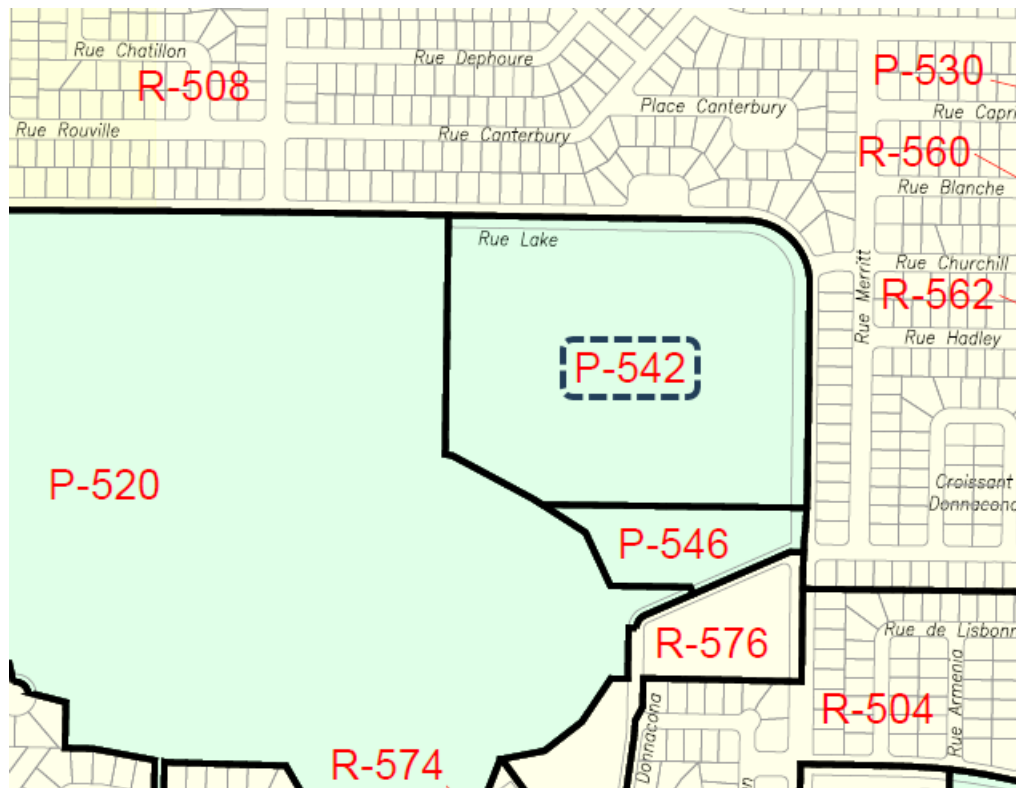 Rue Chatillon
Rue Dephoure
R-508
P-530
Place Canterbury
Rue Capri
Rue Rouville
Rue Canterbury
R-560
Rue Blanche
Rue Lake
Rue Merritt
Rue Churchill
R-562
Rue Hadley
P-542
P-520
Croissant
Donnacona
P-546
R-576
Rue de Lisbonn
Rue Armenia
R-504
Donnacona
R-574